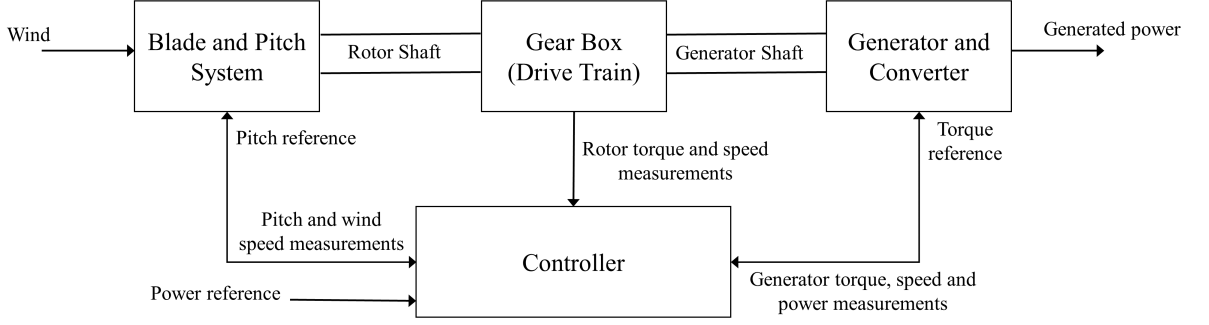 Wind
Blade and Pitch
System
Rotor Shaft
Gear Box
(Drive Train)
Generator Shaft
Generator and
Converter
Generated power
Pitch reference
Rotor torque and speed
measurements
Torque
reference
Pitch and wind
speed measurements
Controller
Generator torque, speed and
power measurements
Power reference